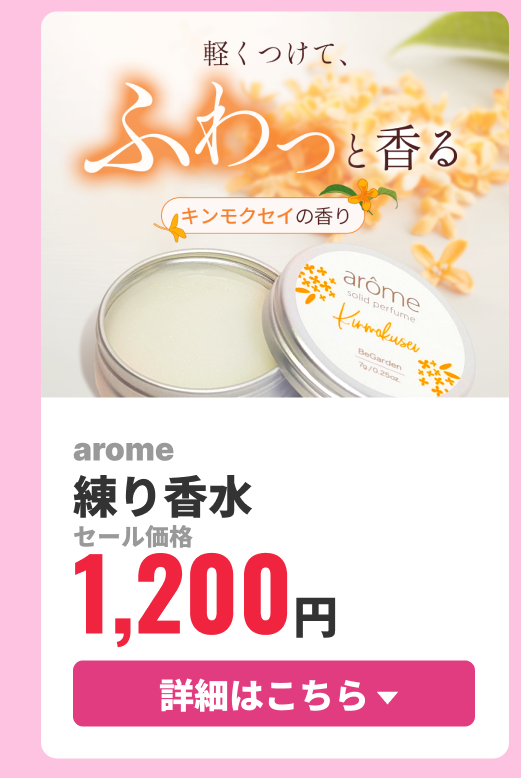 軽くつけて、
ふわっと香る
キンモクセイの香り
arôme
solid perfume
Kinmokusei
BeGarden
7g/0.25oz.
arome
練り香水
セール価格
1,200円
詳細はこちら